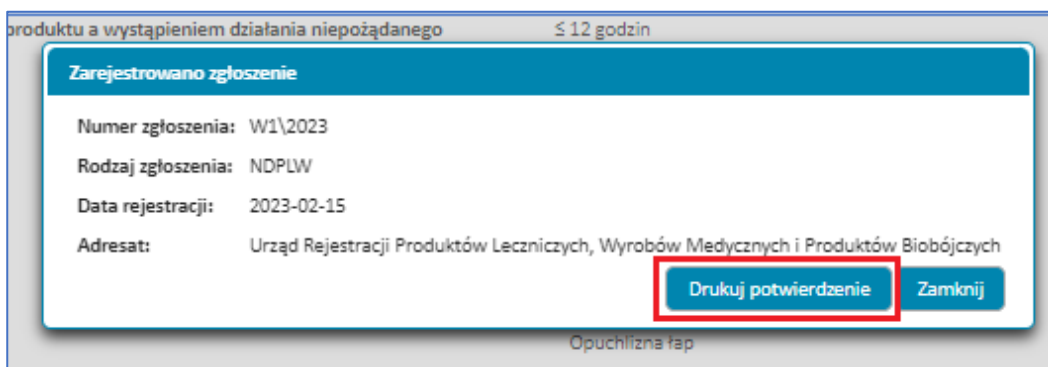 produktu a wystąpieniem działania niepożądanego ≤ 12 godzin
Zarejestrowano zgłoszenie
Numer zgłoszenia: W1\2023
Rodzaj zgłoszenia: NDPLW
Data rejestracji: 2023-02-15
Adresat: Urząd Rejestracji Produktów Leczniczych, Wyrobów Medycznych i Produktów Biobójczych
Drukuj potwierdzenie Zamknij
Opuchlizna łap